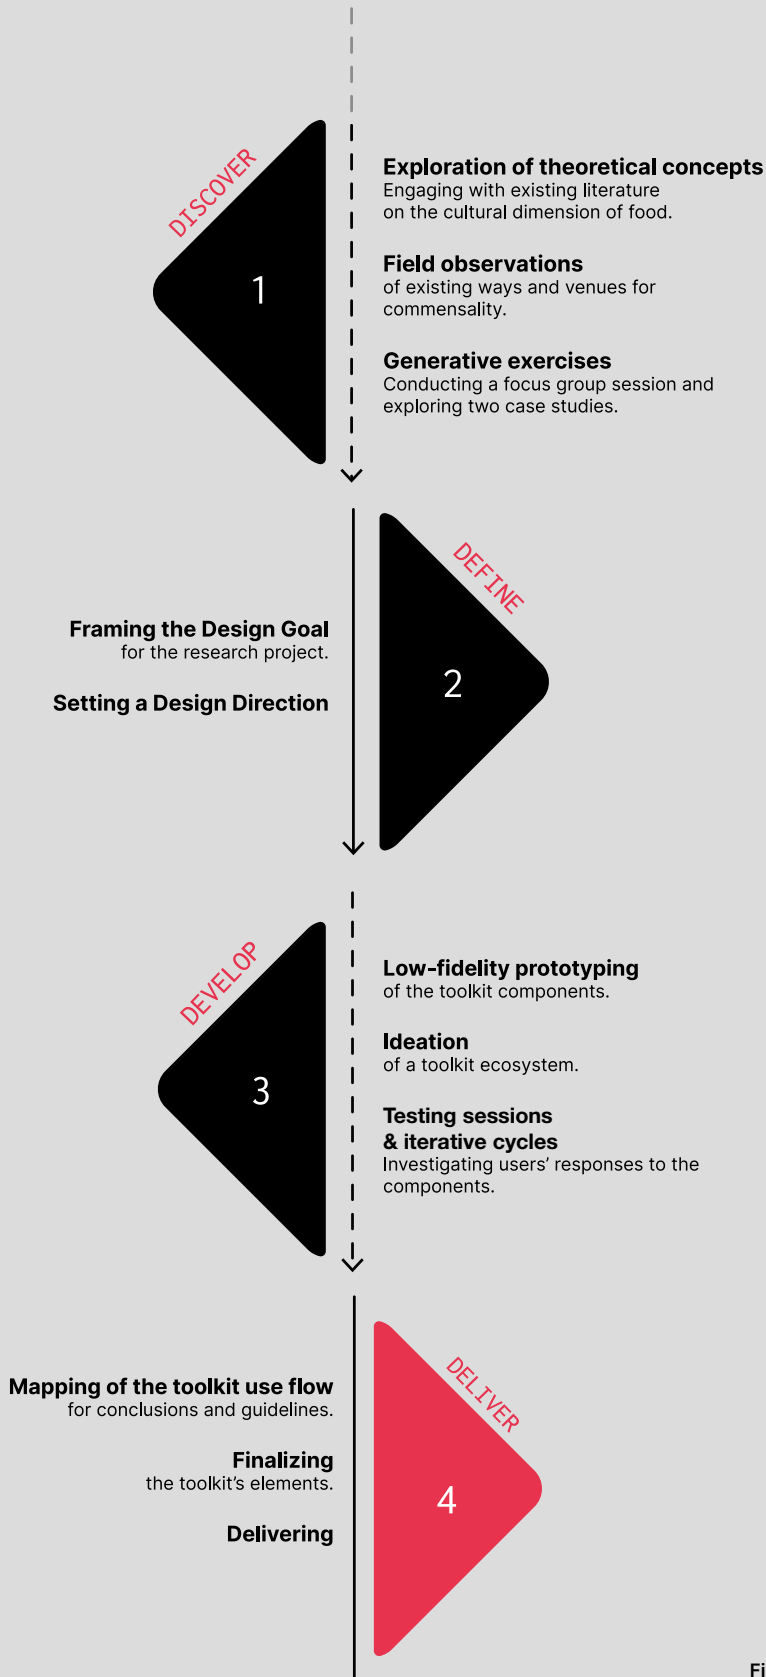 DISCOVER
1
Exploration of theoretical concepts
Engaging with existing literature
on the cultural dimension of food.
Field observations
of existing ways and venues for
commensality.
Generative exercises
Conducting a focus group session and
exploring two case studies.
DEFINE
2
Framing the Design Goal
for the research project.
Setting a Design Direction
DEVELOP
3
Low-fidelity prototyping
of the toolkit components.
Ideation
of a toolkit ecosystem.
Testing sessions
& iterative cycles
Investigating users’ responses to the
components.
DELIVER
4
Mapping of the toolkit use flow
for conclusions and guidelines.
Finalizing
the toolkit’s elements.
Delivering
Fi